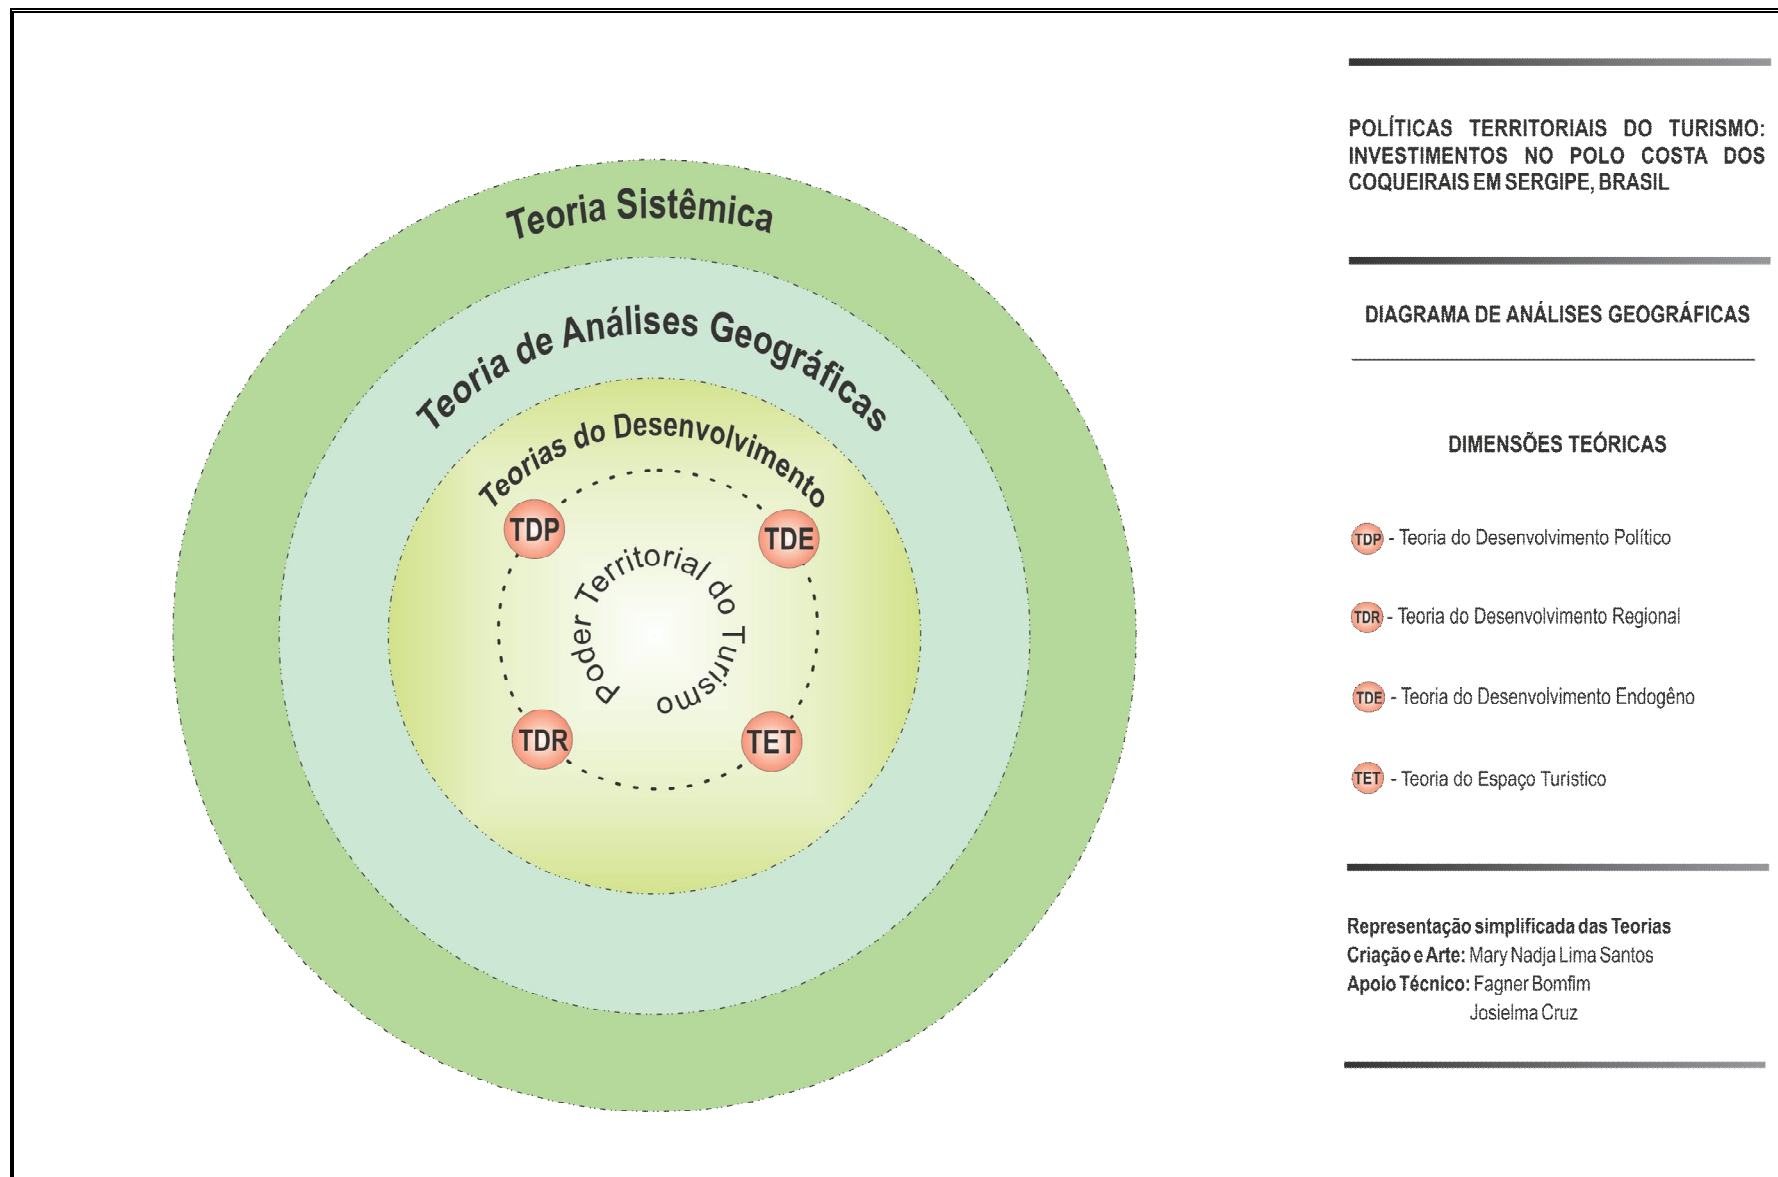 Teoria Sistêmica
Teoria de Análises Geográficas
Teorias do Desenvolvimento
TDP
TDE
Poder Territorial do Turismo
TDR
TET
POLÍTICAS TERRITORIAIS DO TURISMO:
INVESTIMENTOS NO POLO COSTA DOS
COQUEIRAIS EM SERGIPE, BRASIL
DIAGRAMA DE ANÁLISES GEOGRÁFICAS
DIMENSÕES TEÓRICAS
TDP - Teoria do Desenvolvimento Político
TDR - Teoria do Desenvolvimento Regional
TDE - Teoria do Desenvolvimento Endogêno
TET - Teoria do Espaço Turístico
Representação simplificada das Teorias
Criação e Arte: Mary Nadja Lima Santos
Apoio Técnico: Fagner Bomfim
Josielma Cruz